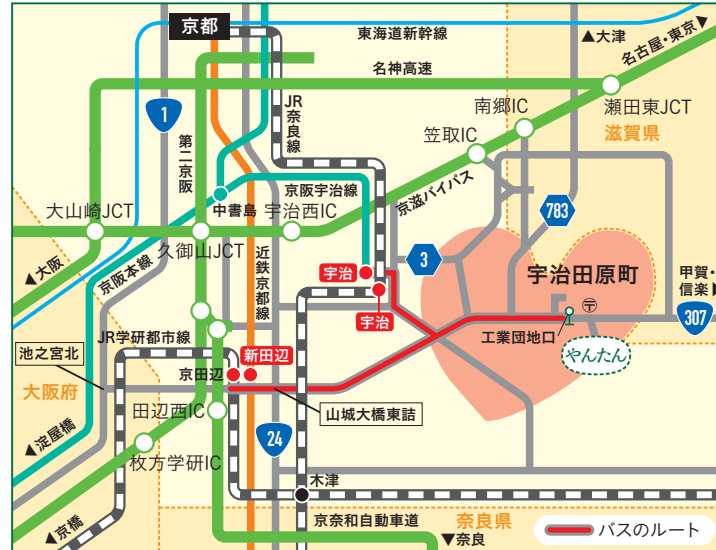 京都
東海道新幹線
▲大津
名古屋・東京▶
名神高速
瀬田東JCT
滋賀県
南郷IC
笠取IC
1
JR奈良線
第二京阪
京阪宇治線
京滋バイパス
783
大山崎JCT
中書島
宇治西IC
久御山JCT
◀大阪
京阪本線
近鉄京都線
宇治
宇治
3
宇治田原町
甲賀・
信楽▶
307
〒
工業団地口
やんたん
JR学研都市線
池之宮北
大阪府
京田辺
新田辺
田辺西IC
山城大橋東詰
◀淀屋橋
24
枚方学研IC
木津
◀京橋
京奈和自動車道
奈良県
▼奈良
バスのルート